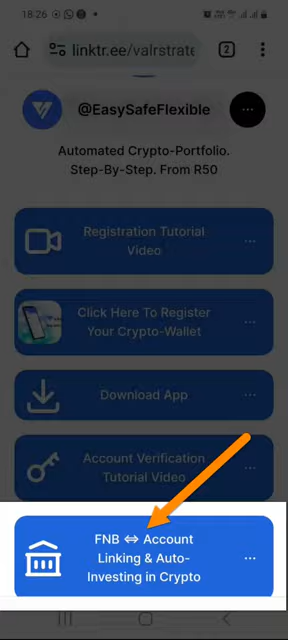 18:26
linktr.ee/valrstrate
2
@EasySafeFlexible
Automated Crypto-Portfolio.
Step-By-Step. From R50
Registration Tutorial
Video
Click Here To Register
Your Crypto-Wallet
Download App
Account Verification
Tutorial Video
FNB ⇔ Account
Linking & Auto-
Investing in Crypto